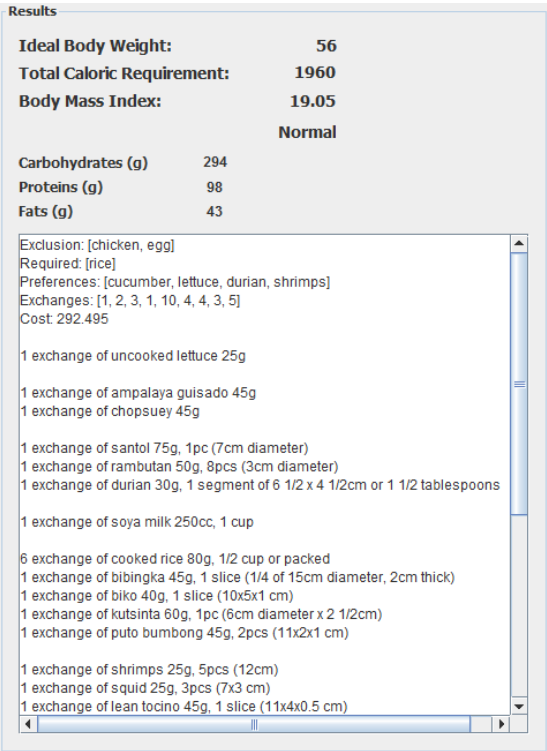 Results
Ideal Body Weight: 56
Total Caloric Requirement: 1960
Body Mass Index: 19.05
Normal
Carbohydrates (g) 294
Proteins (g) 98
Fats (g) 43
Exclusion: [chicken, egg]
Required: [rice]
Preferences: [cucumber, lettuce, durian, shrimps]
Exchanges: [1, 2, 3, 1, 10, 4, 4, 3, 5]
Cost: 292.495
1 exchange of uncooked lettuce 25g
1 exchange of ampalaya guisado 45g
1 exchange of chopsuey 45g
1 exchange of santol 75g, 1pc (7cm diameter)
1 exchange of rambutan 50g, 8pcs (3cm diameter)
1 exchange of durian 30g, 1 segment of 6 1/2 x 4 1/2cm or 1 1/2 tablespoons
1 exchange of soya milk 250cc, 1 cup
6 exchange of cooked rice 80g, 1/2 cup or packed
1 exchange of bibingka 45g, 1 slice (1/4 of 15cm diameter, 2cm thick)
1 exchange of biko 40g, 1 slice (10x5x1 cm)
1 exchange of kutsinta 60g, 1pc (6cm diameter x 2 1/2cm)
1 exchange of puto bumbong 45g, 2pcs (11x2x1 cm)
1 exchange of shrimps 25g, 5pcs (12cm)
1 exchange of squid 25g, 3pcs (7x3 cm)
1 exchange of lean tocino 45g, 1 slice (11x4x0.5 cm)